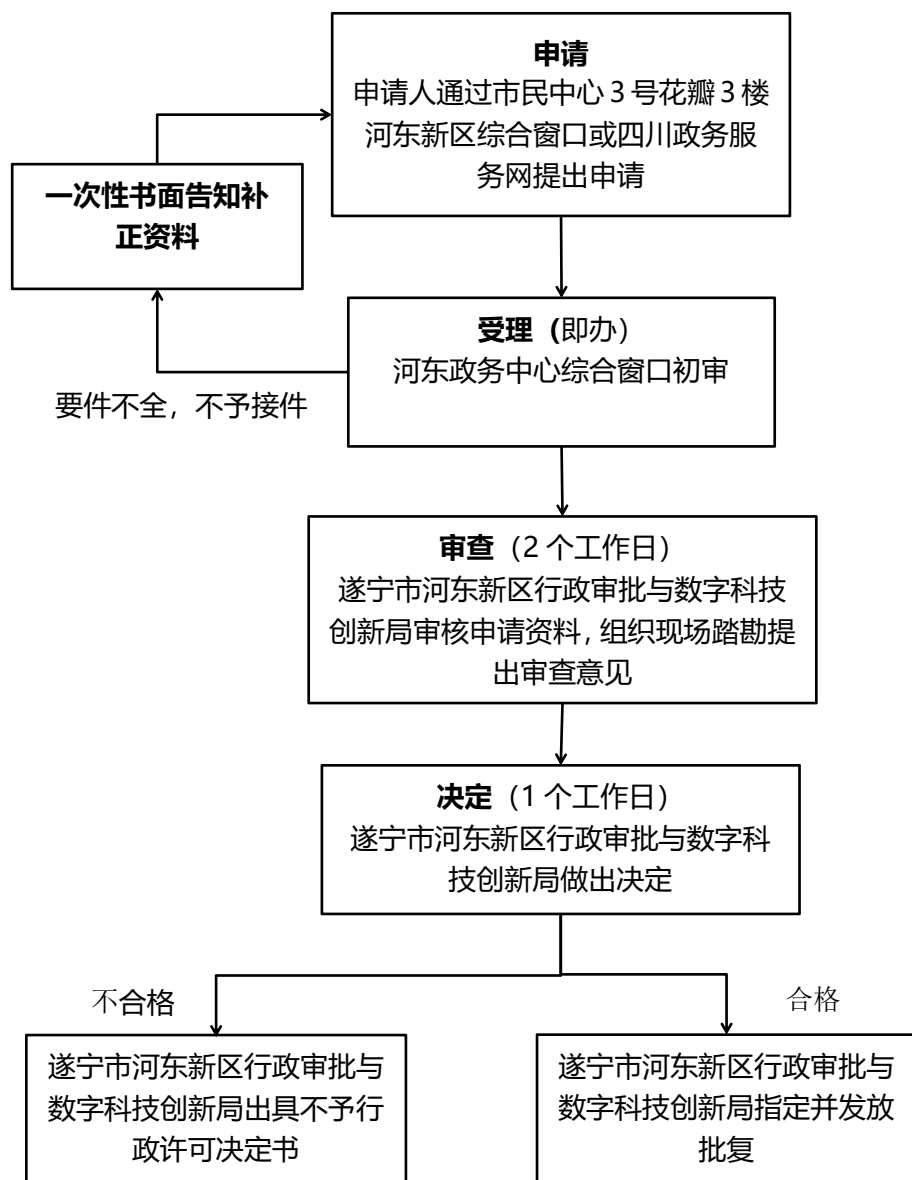 申请
申请人通过市民中心 3 号花瓣 3 楼
河东新区综合窗口或四川政务服
务网提出申请
一次性书面告知补
正资料
受理（即办）
河东政务中心综合窗口初审
要件不全，不予接件
审查（2 个工作日）
遂宁市河东新区行政审批与数字科技
创新局审核申请资料，组织现场踏勘提
出审查意见
决定（1 个工作日）
遂宁市河东新区行政审批与数字科
技创新局做出决定
不合格
合格
遂宁市河东新区行政审批与
数字科技创新局出具不予行
政许可决定书
遂宁市河东新区行政审批与
数字科技创新局指定并发放
批复